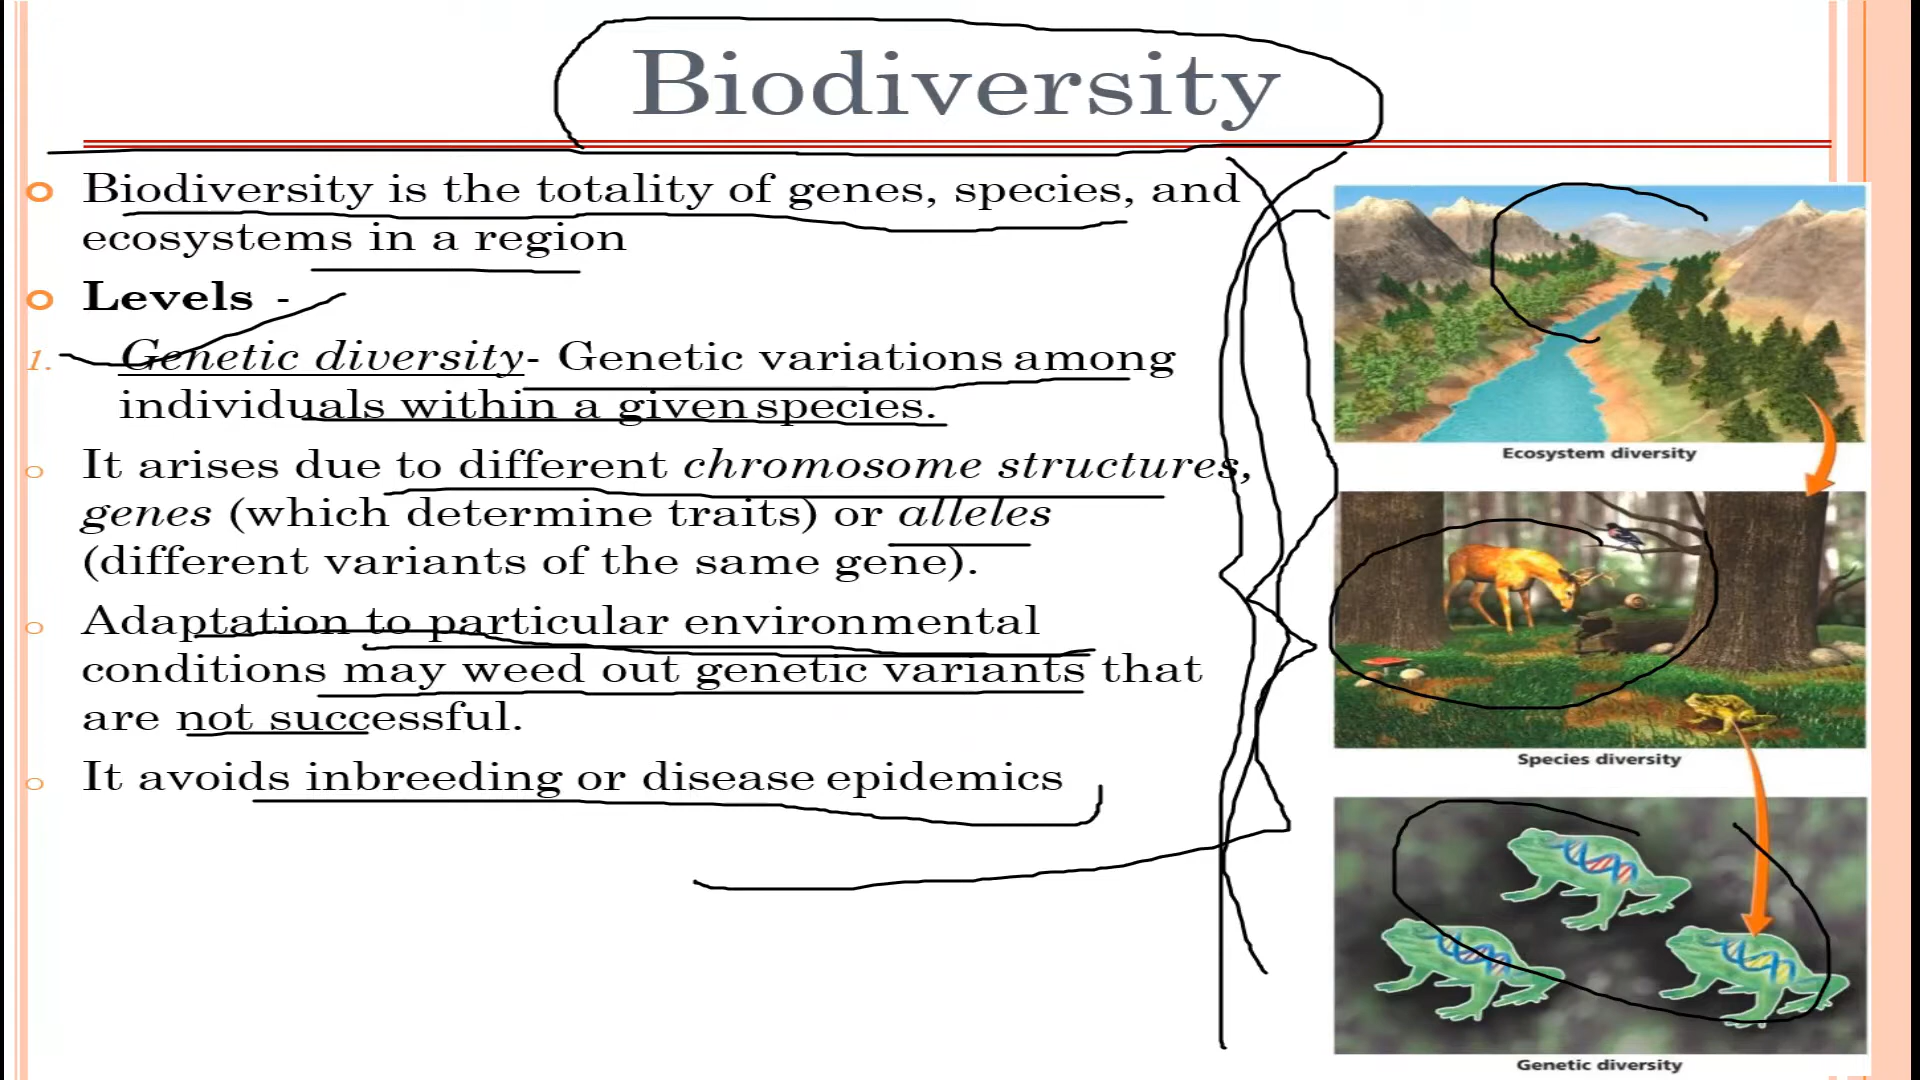 Biodiversity
Biodiversity is the totality of genes, species, and
ecosystems in a region
Levels -
1. Genetic diversity- Genetic variations among
individuals within a given species.
It arises due to different chromosome structures,
genes (which determine traits) or alleles
(different variants of the same gene).
Adaptation to particular environmental
conditions may weed out genetic variants that
are not successful.
It avoids inbreeding or disease epidemics
Ecosystem diversity
Species diversity
Genetic diversity